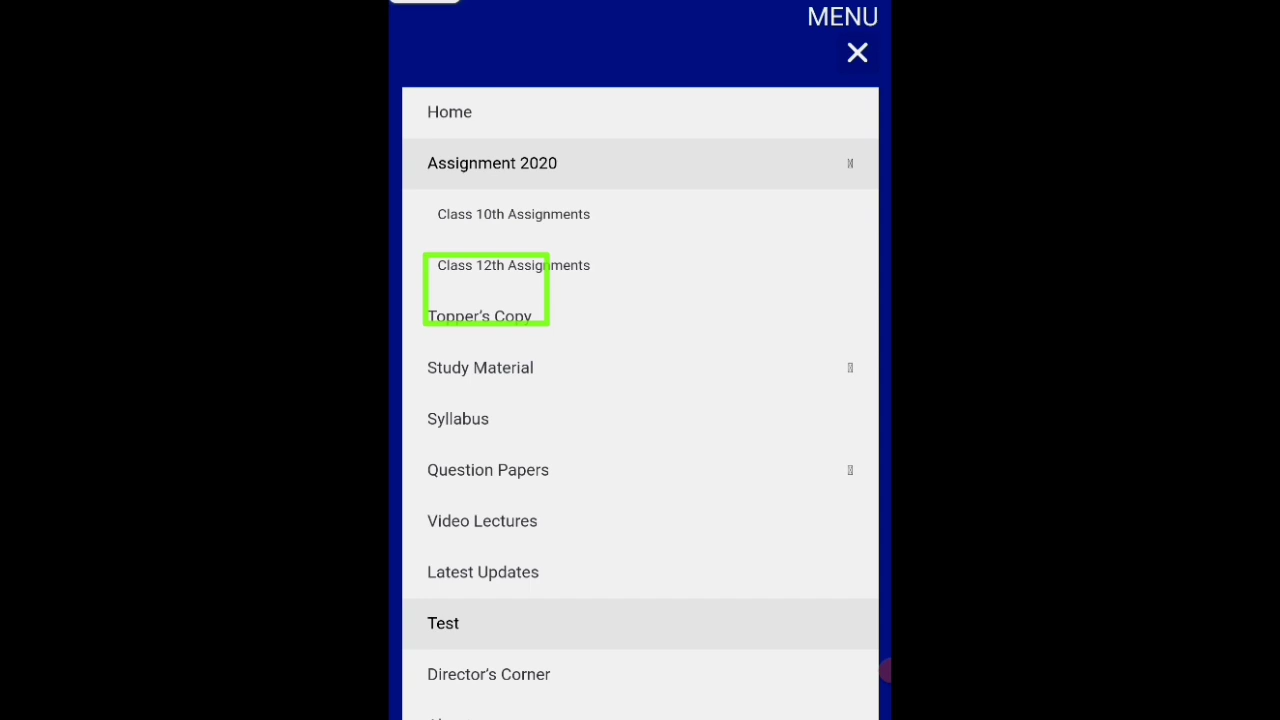 MENU
Home
Assignment 2020
Class 10th Assignments
Class 12th Assignments
Topper's Copy
Study Material
Syllabus
Question Papers
Video Lectures
Latest Updates
Test
Director's Corner